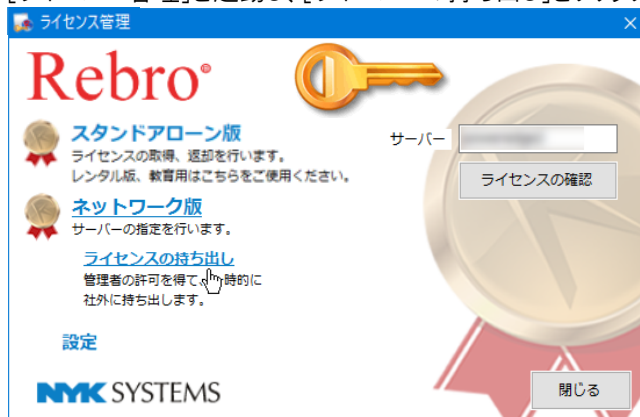 ライセンス管理
Rebro
スタンドアローン版
ライセンスの取得、返却を行います。
レンタル版、教育用はこちらをご使用ください。
サーバー
ライセンスの確認
ネットワーク版
サーバーの指定を行います。
ライセンスの持ち出し
管理者の許可を得て、時的に
社外に持ち出します。
設定
NYK SYSTEMS
閉じる